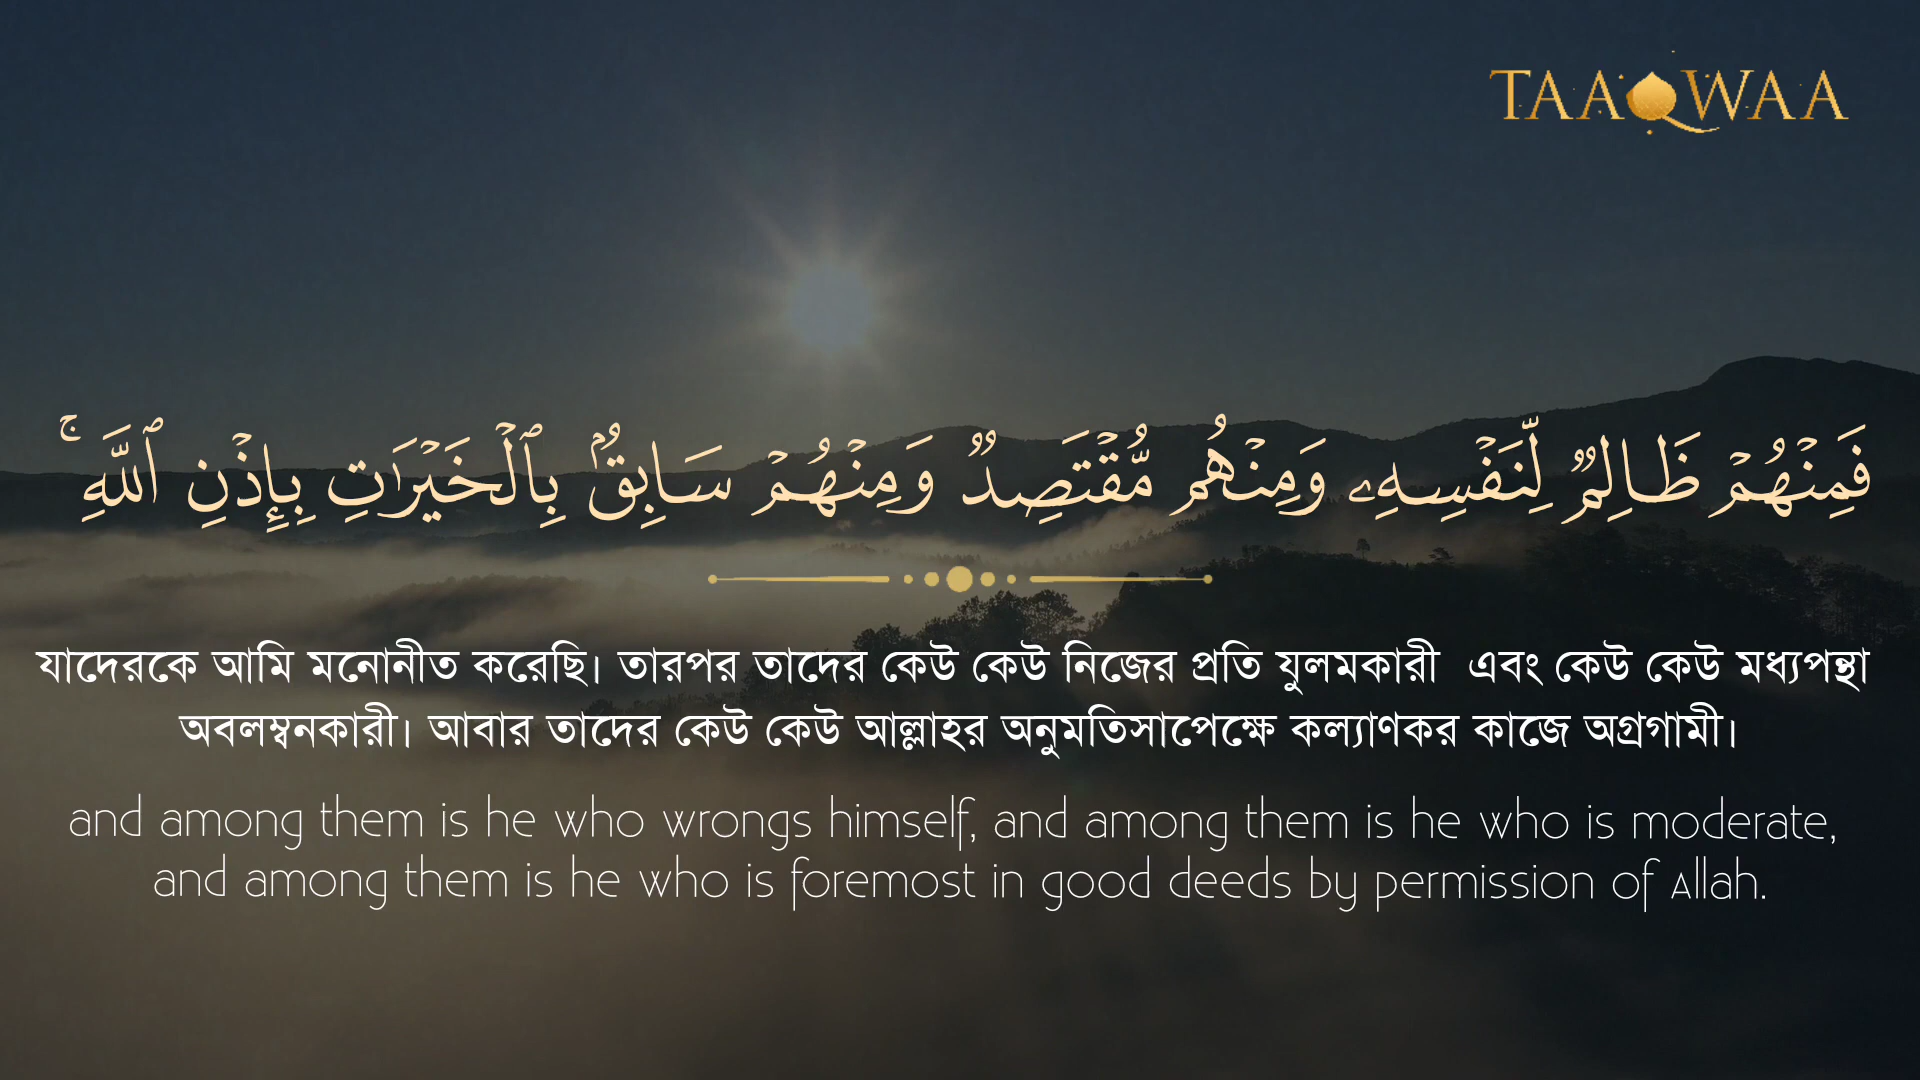 TAAQWAA
فَمِنۡهُمۡ ظَالِمٞ لِّنَفۡسِهِۦ وَمِنۡهُم مُّقۡتَصِدٞ وَمِنۡهُمۡ سَابِقُۢ بِٱلۡخَيۡرَٰتِ بِإِذۡنِ ٱللَّهِۚ
যাদেরকে আমি মনোনীত করেছি। তারপর তাদের কেউ কেউ নিজের প্রতি যুলমকারী এবং কেউ কেউ মধ্যপন্থা
অবলম্বনকারী। আবার তাদের কেউ কেউ আল্লাহর অনুমতিসাপেক্ষে কল্যাণকর কাজে অগ্রগামী।
and among them is he who wrongs himself, and among them is he who is moderate,
and among them is he who is foremost in good deeds by permission of Allah.